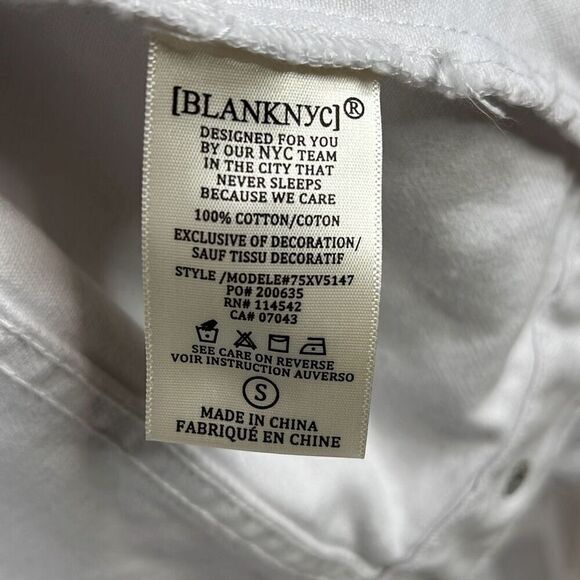 [BLANKNYC]®
DESIGNED FOR YOU
BY OUR NYC TEAM
IN THE CITY THAT
NEVER SLEEPS
BECAUSE WE CARE
100% COTTON/COTON
EXCLUSIVE OF DECORATION/
SAUF TISSU DECORATIF
STYLE /MODELE#75XV5147
PO# 200635
RN# 114542
CA# 07043
SEE CARE ON REVERSE
VOIR INSTRUCTION AUVERSO
S
MADE IN CHINA
FABRIQUÉ EN CHINE